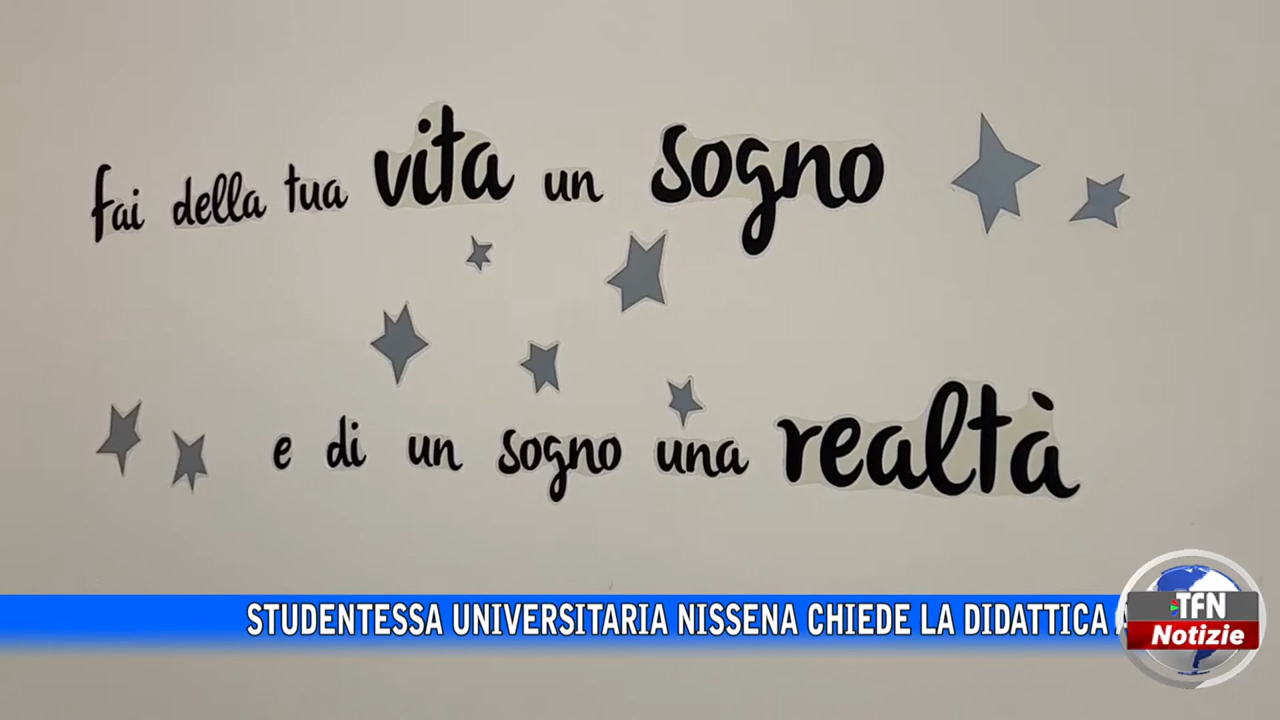 fai della tua vita un sogno
e di un sogno una realtà
STUDENTESSA UNIVERSITARIA NISSENA CHIEDE LA DIDATTICA
TFN
Notizie